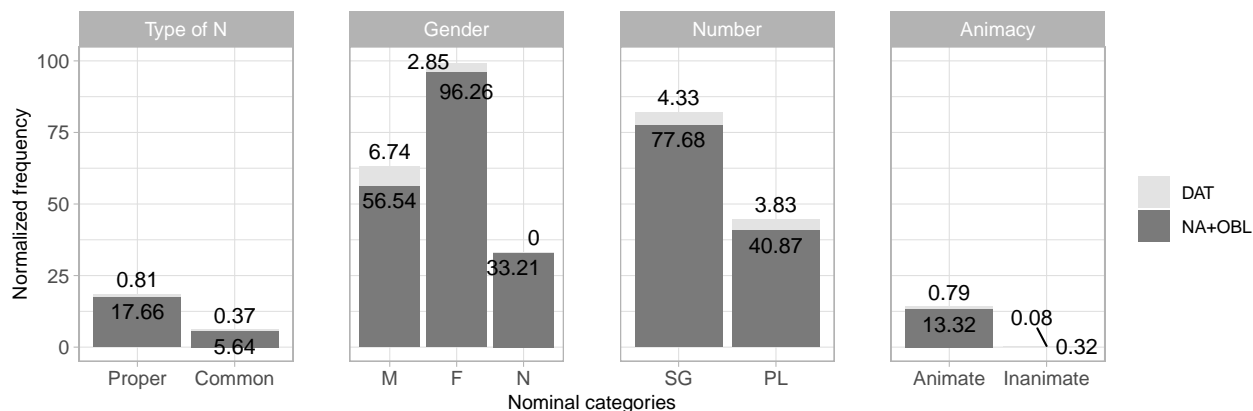 Type of N
Gender
Number
Animacy
Normalized frequency
100
75
50
25
0
0.81
17.66
0.37
5.64
6.74
56.54
2.85
96.26
0
33.21
4.33
77.68
3.83
40.87
0.79
13.32
0.08
0.32
Proper Common
M F N
SG PL
Animate Inanimate
Nominal categories
DAT
NA+OBL